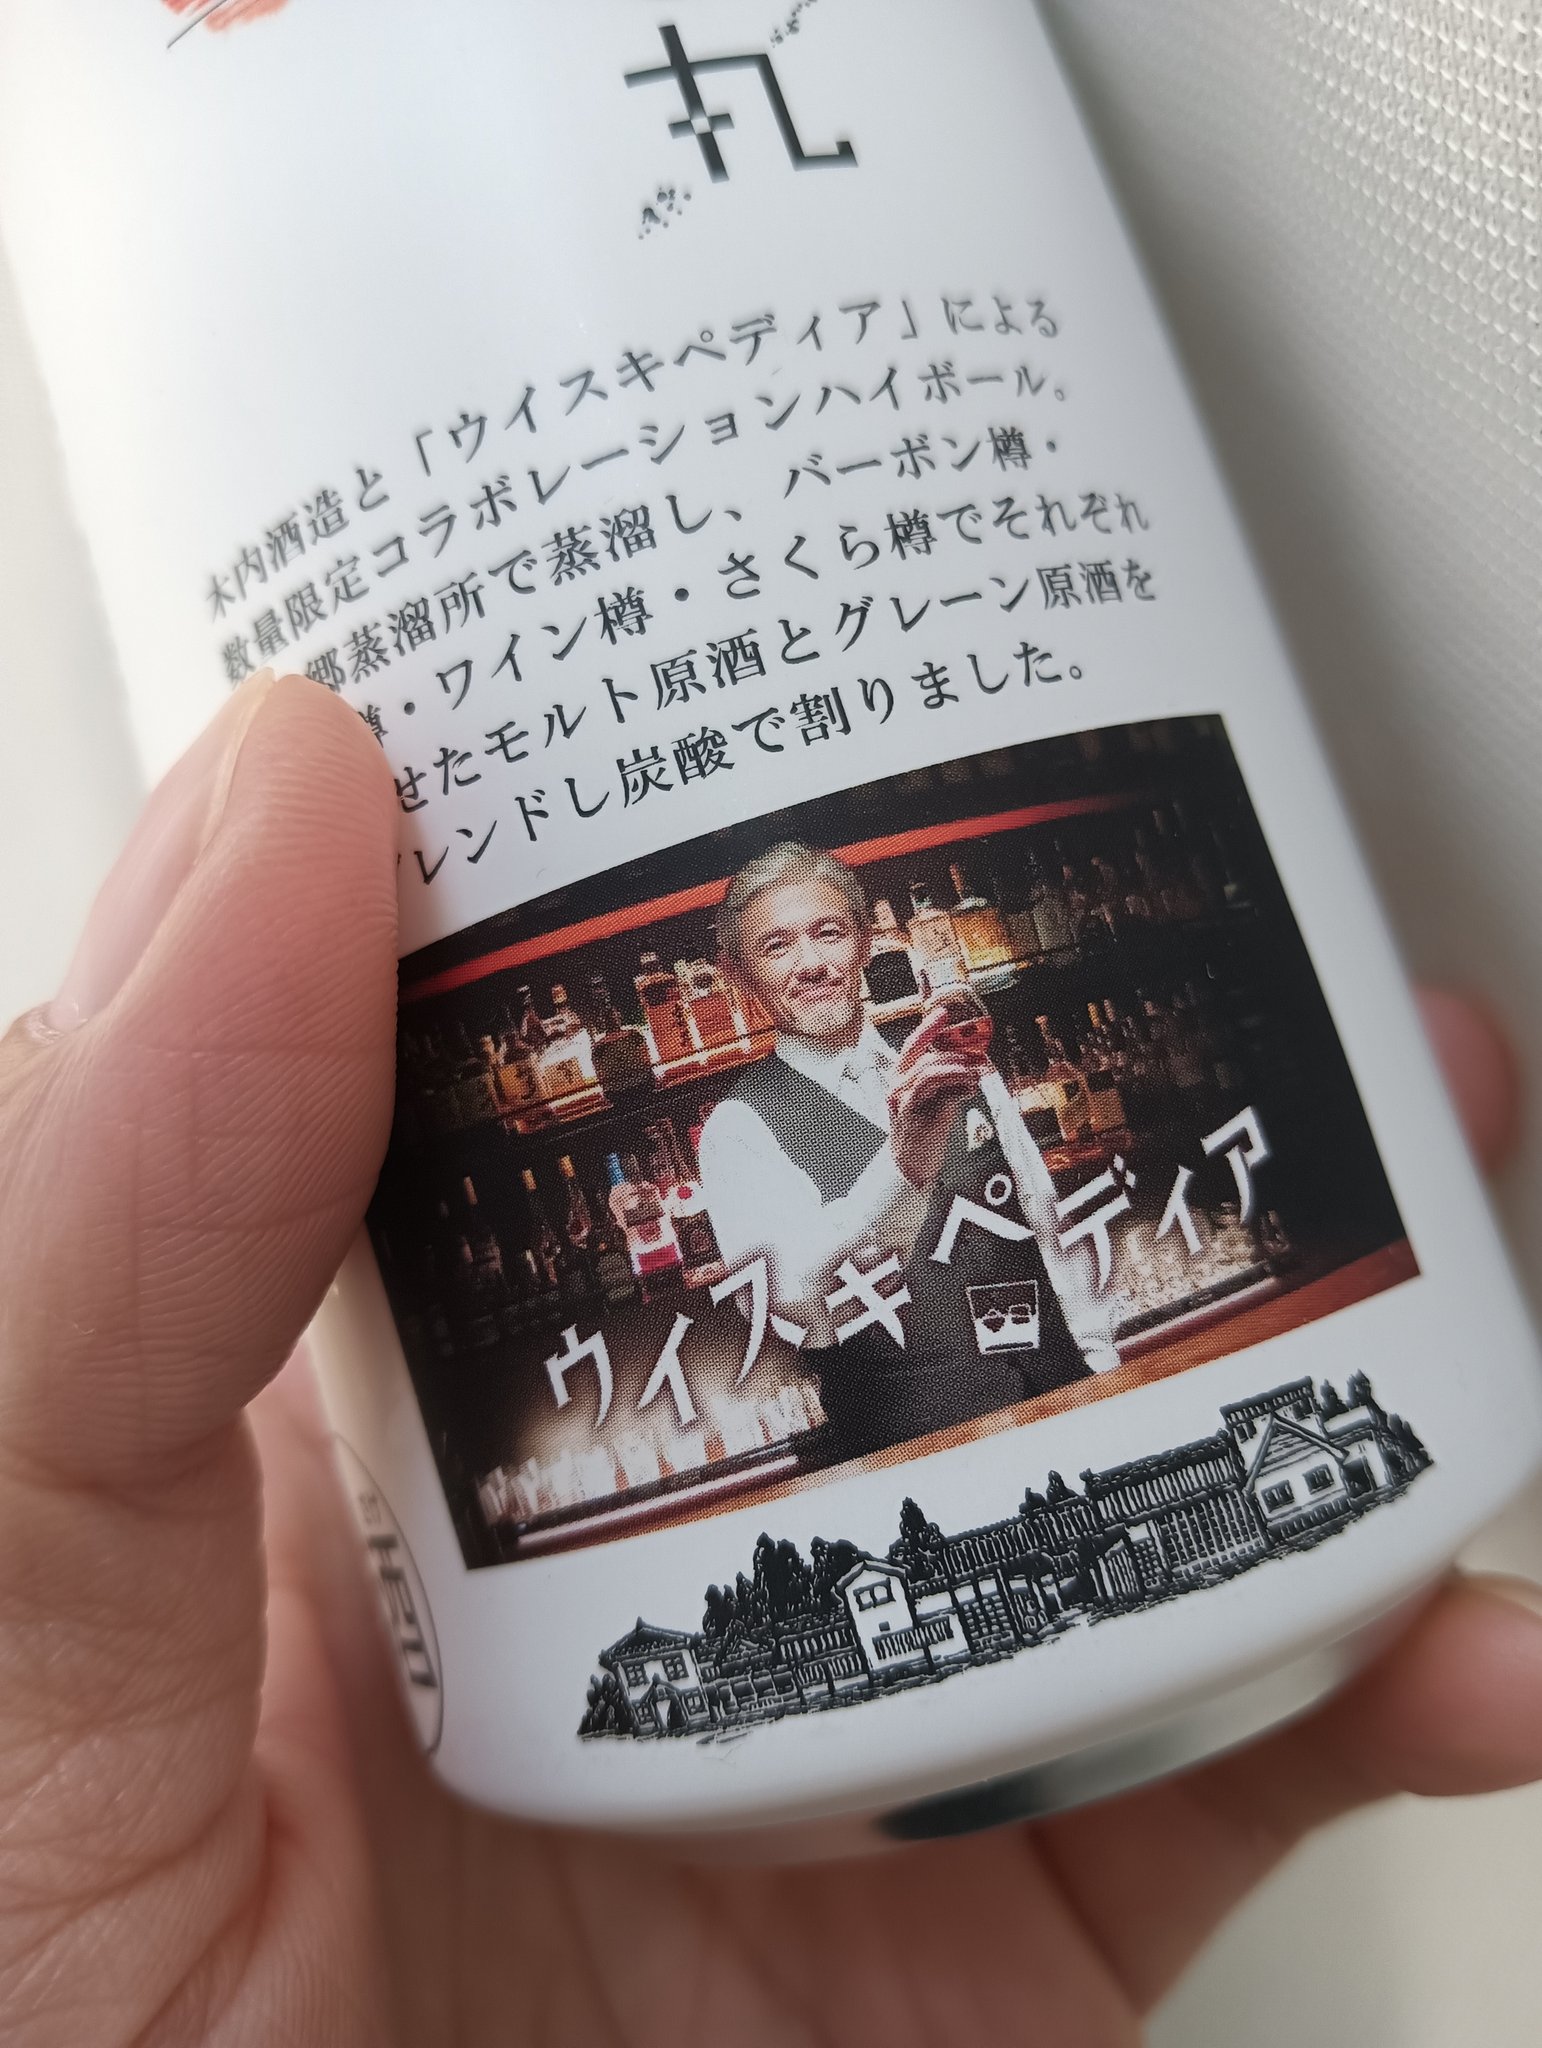 れ
木内酒造と「ウイスキペディア」による
数量限定コラボレーションハイボール。
郷蒸溜所で蒸溜し、バーボン樽・
樽・ワイン樽・さくら樽でそれぞれ
せたモルト原酒とグレーン原酒を
レンドし炭酸で割りました。
ウイスキペディア